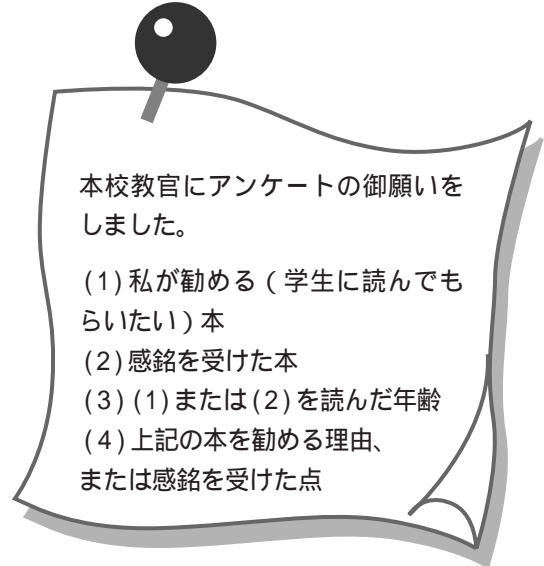 本校教官にアンケートの御願いを
しました。
(1)私が勧める（学生に読んでも
らいたい）本
(2)感銘を受けた本
(3)(1)または(2)を読んだ年齢
(4)上記の本を勧める理由、
または感銘を受けた点